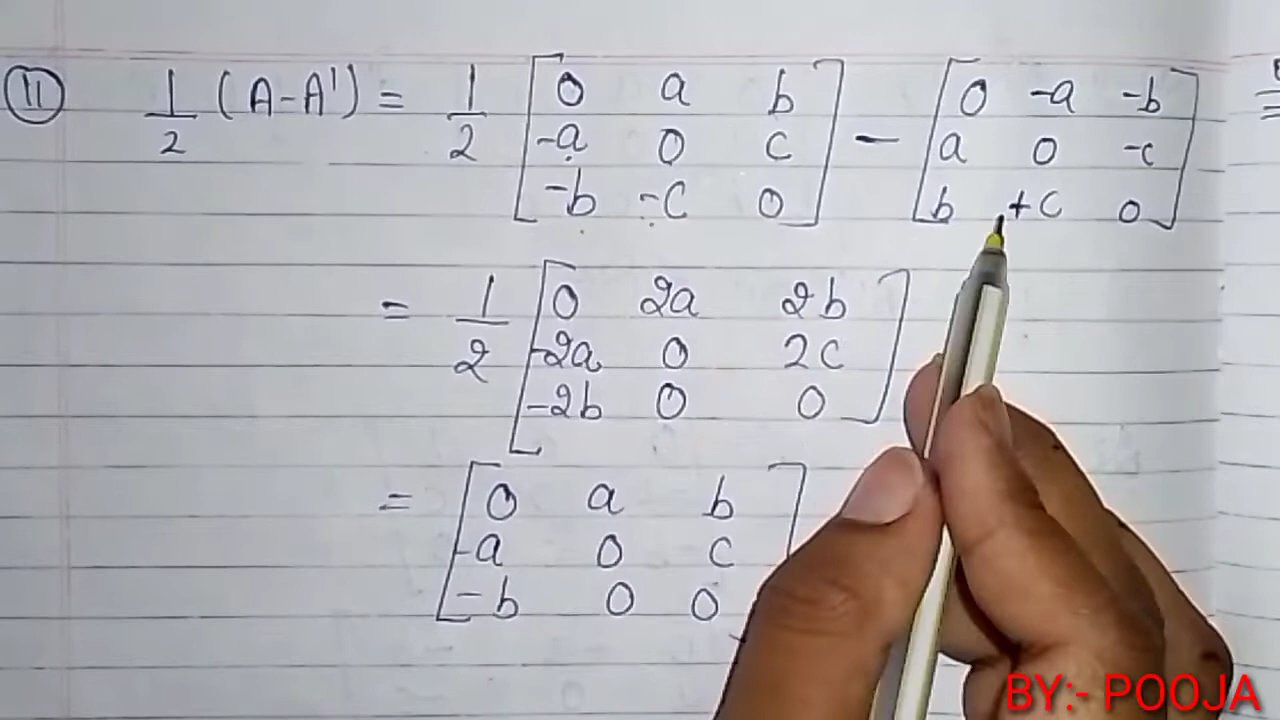 (11) 1/2 (A-A') = 1/2 [0 a b] - [0 -a -b]
[-a 0 c] [a 0 -c]
[-b -c 0] [b +c 0]
= 1/2 [0 2a 2b]
[-2a 0 2c]
[-2b 0 0]
= [0 a b]
[-a 0 c]
[-b 0 0]
BY:- POOJA